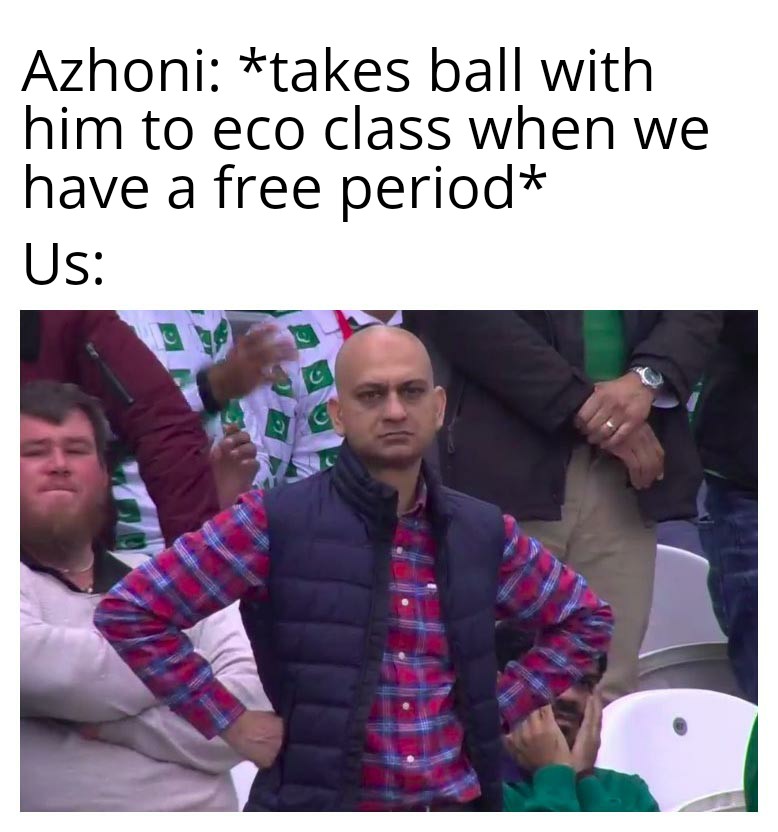 Azhoni: *takes ball with
him to eco class when we
have a free period*
Us: